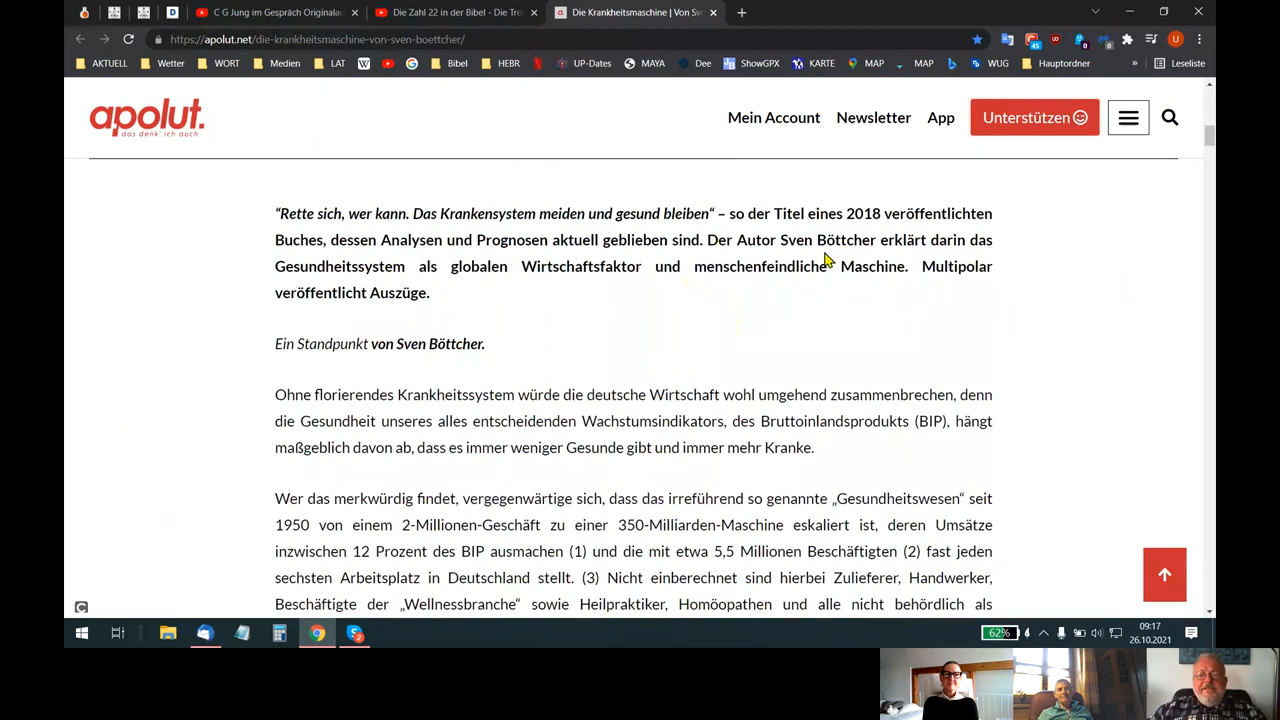 C G Jung im Gespräch Originalac
Die Zahl 22 in der Bibel - Die Tre
Die Krankheitsmaschine | Von Sve
https://apolut.net/die-krankheitsmaschine-von-sven-boettcher/
45
0
0
U
AKTUELL
Wetter
WORT
Medien
LAT
Bibel
HEBR
UP-Dates
MAYA
Dee
ShowGPX
KARTE
MAP
MAP
WUG
Hauptordner
»
Leseliste
apolut.
das denk' ich auch
Mein Account
Newsletter
App
Unterstützen
“Rette sich, wer kann. Das Krankensystem meiden und gesund bleiben“ – so der Titel eines 2018 veröffentlichten
Buches, dessen Analysen und Prognosen aktuell geblieben sind. Der Autor Sven Böttcher erklärt darin das
Gesundheitssystem als globalen Wirtschaftsfaktor und menschenfeindliche Maschine. Multipolar
veröffentlicht Auszüge.
Ein Standpunkt von Sven Böttcher.
Ohne florierendes Krankheitssystem würde die deutsche Wirtschaft wohl umgehend zusammenbrechen, denn
die Gesundheit unseres alles entscheidenden Wachstumsindikators, des Bruttoinlandsprodukts (BIP), hängt
maßgeblich davon ab, dass es immer weniger Gesunde gibt und immer mehr Kranke.
Wer das merkwürdig findet, vergegenwärtige sich, dass das irreführend so genannte „Gesundheitswesen“ seit
1950 von einem 2-Millionen-Geschäft zu einer 350-Milliarden-Maschine eskaliert ist, deren Umsätze
inzwischen 12 Prozent des BIP ausmachen (1) und die mit etwa 5,5 Millionen Beschäftigten (2) fast jeden
sechsten Arbeitsplatz in Deutschland stellt. (3) Nicht einberechnet sind hierbei Zulieferer, Handwerker,
Beschäftigte der „Wellnessbranche“ sowie Heilpraktiker, Homöopathen und alle nicht behördlich als
62%
09:17
26.10.2021